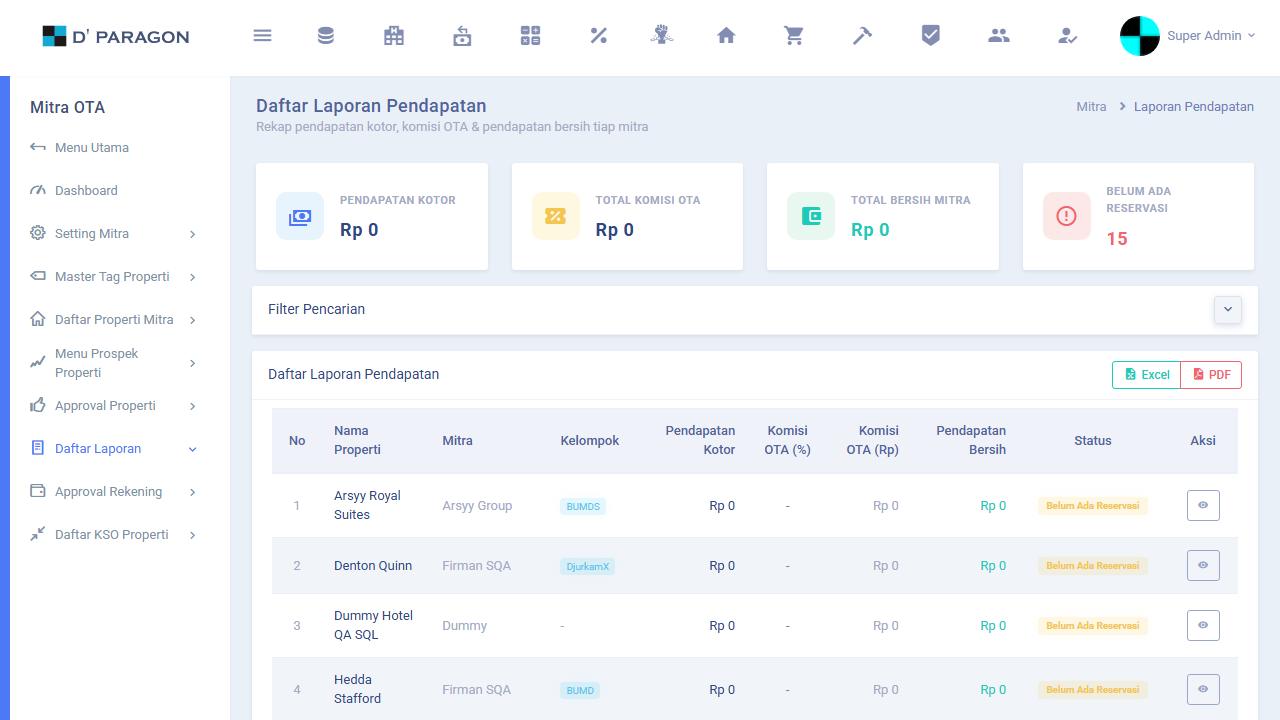 D' PARAGON
Super Admin
Mitra OTA
Menu Utama
Dashboard
Setting Mitra
Master Tag Properti
Daftar Properti Mitra
Menu Prospek
Properti
Approval Properti
Daftar Laporan
Approval Rekening
Daftar KSO Properti
Daftar Laporan Pendapatan
Rekap pendapatan kotor, komisi OTA & pendapatan bersih tiap mitra
Mitra > Laporan Pendapatan
PENDAPATAN KOTOR
Rp 0
TOTAL KOMISI OTA
Rp 0
TOTAL BERSIH MITRA
Rp 0
BELUM ADA
RESERVASI
15
Filter Pencarian
Daftar Laporan Pendapatan
Excel PDF
No Nama Properti Mitra Kelompok Pendapatan Kotor Komisi OTA (%) Komisi OTA (Rp) Pendapatan Bersih Status Aksi
1 Arsyy Royal Suites Arsyy Group BUMDS Rp 0 - Rp 0 Rp 0 Belum Ada Reservasi
2 Denton Quinn Firman SQA DjurkamX Rp 0 - Rp 0 Rp 0 Belum Ada Reservasi
3 Dummy Hotel QA SQL Dummy - Rp 0 - Rp 0 Rp 0 Belum Ada Reservasi
4 Hedda Stafford Firman SQA BUMD Rp 0 - Rp 0 Rp 0 Belum Ada Reservasi